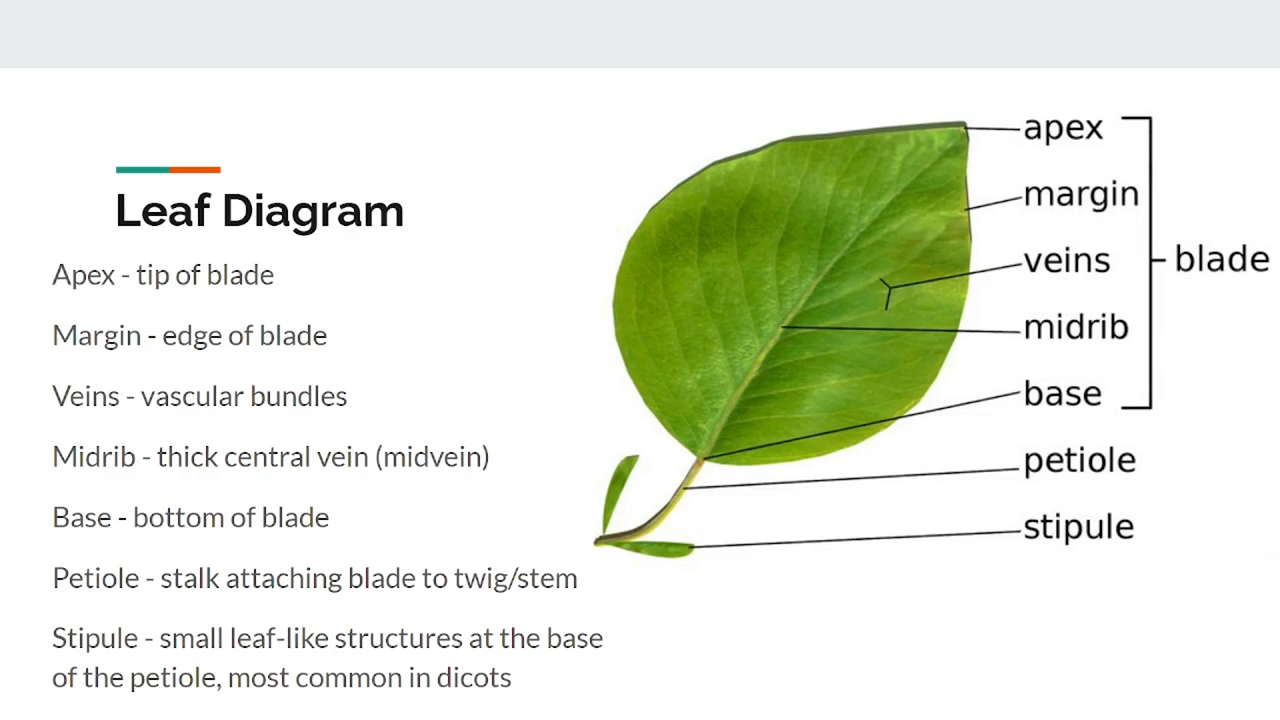 Leaf Diagram
Apex - tip of blade
Margin - edge of blade
Veins - vascular bundles
Midrib - thick central vein (midvein)
Base - bottom of blade
Petiole - stalk attaching blade to twig/stem
Stipule - small leaf-like structures at the base
of the petiole, most common in dicots
apex
margin
veins
blade
midrib
base
petiole
stipule